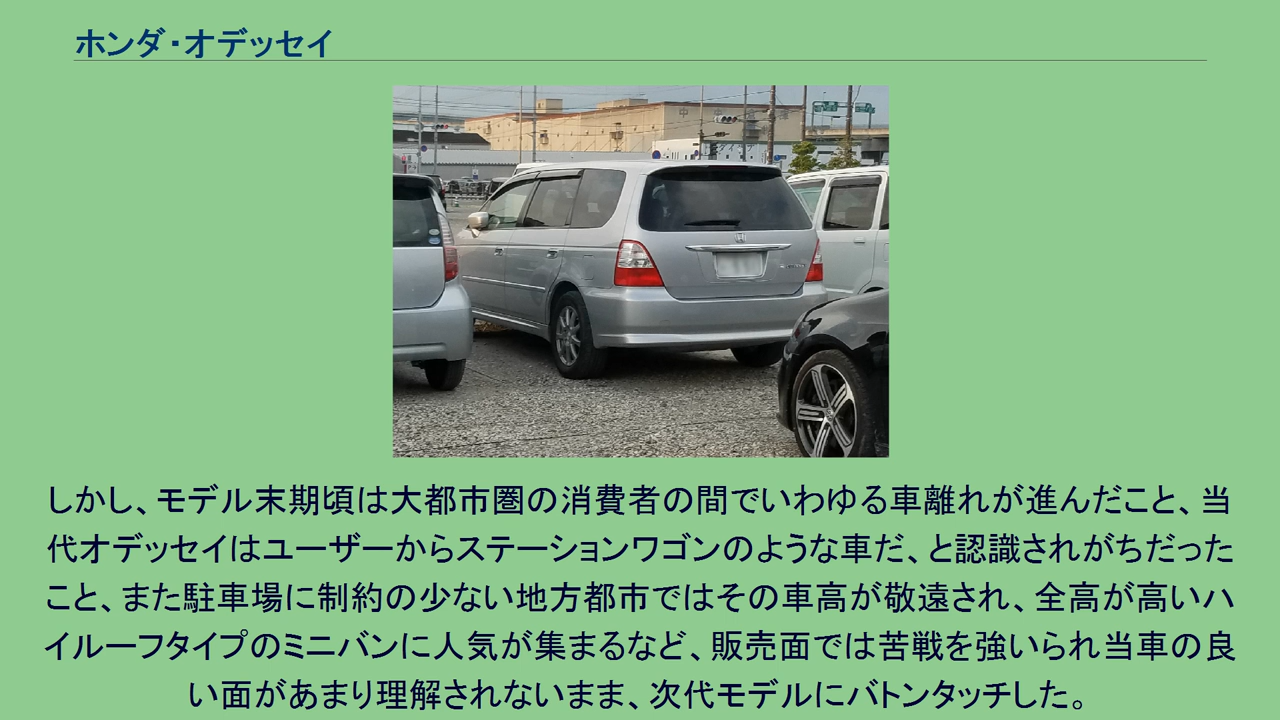 ホンダ・オデッセイ
しかし、モデル末期頃は大都市圏の消費者の間でいわゆる車離れが進んだこと、当
代オデッセイはユーザーからステーションワゴンのような車だ、と認識されがちだった
こと、また駐車場に制約の少ない地方都市ではその車高が敬遠され、全高が高いハ
イルーフタイプのミニバンに人気が集まるなど、販売面では苦戦を強いられ当車の良
い面があまり理解されないまま、次代モデルにバトンタッチした。